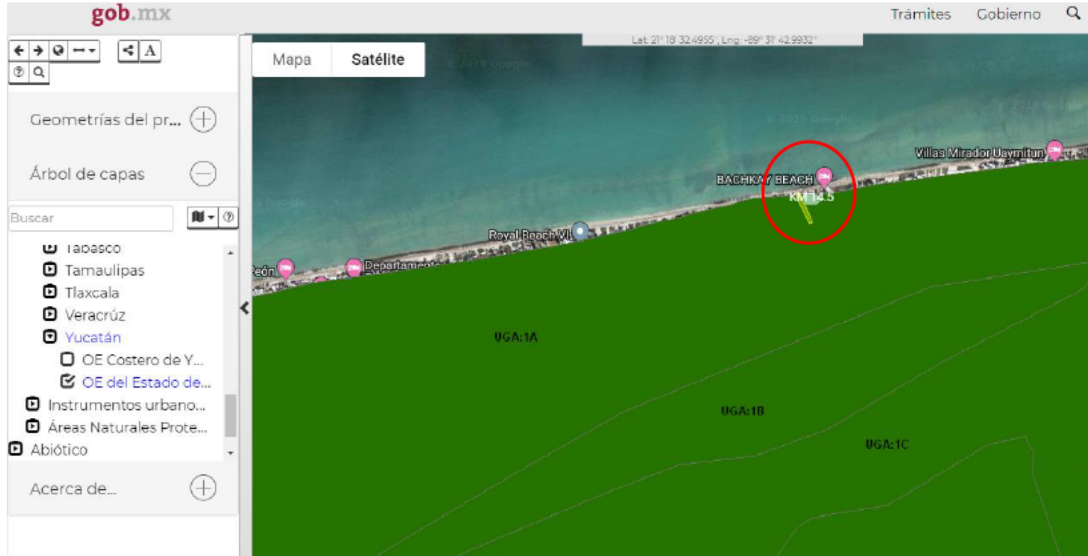 gob.mx
Trámites Gobierno
Lat: 21° 18' 32.4955", Lng: -89° 31' 42.9932"
A
Mapa Satélite
Geometrías del pr...
Árbol de capas
Buscar
Tabasco
Tamaulipas
Tlaxcala
Veracrúz
Yucatán
OE Costero de Y...
OE del Estado de...
Instrumentos urbano...
Áreas Naturales Prote...
Abiótico
Acerca de...
© 2019 Google
Villas Mirador Uaymitun
BACHKAY BEACH
KM 14.5
Royal Beach Vi
Departamento
eón
UGA:1A
UGA:1B
UGA:1C